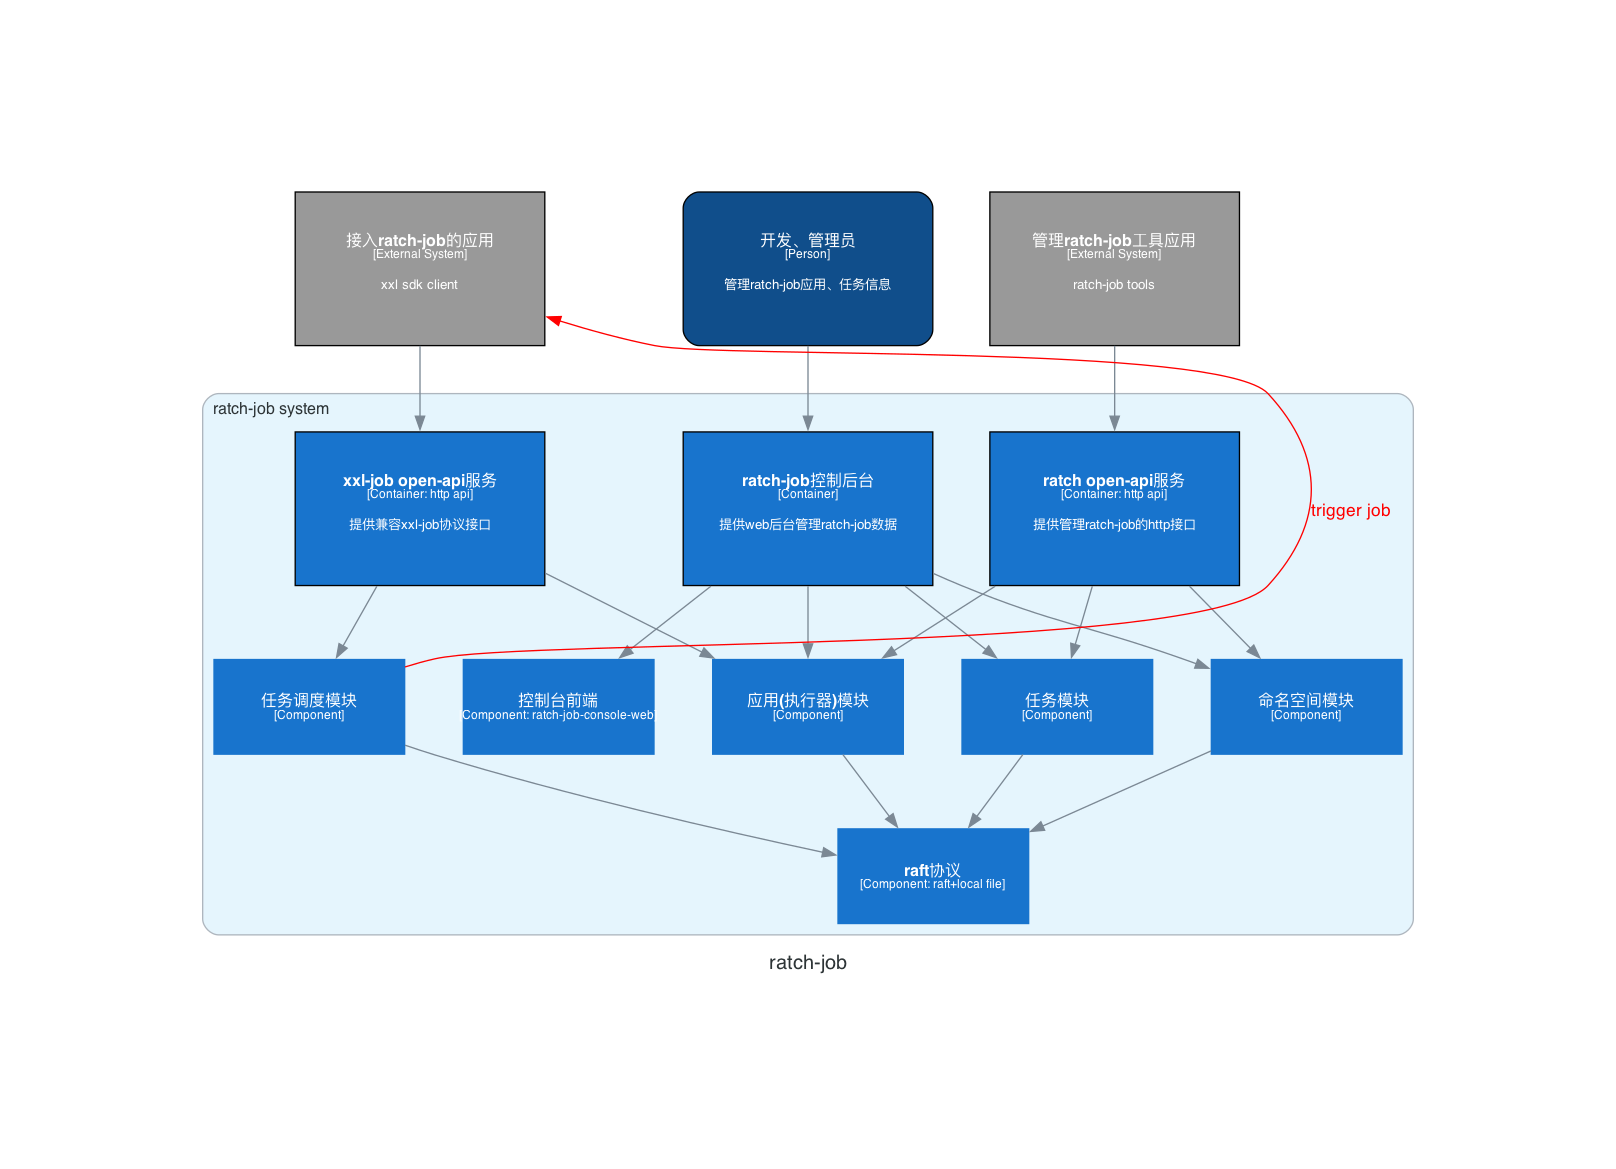 接入ratch-job的应用
[External System]
xxl sdk client
开发、管理员
[Person]
管理ratch-job应用、任务信息
管理ratch-job工具应用
[External System]
ratch-job tools
ratch-job system
xxl-job open-api服务
[Container: http api]
提供兼容xxl-job协议接口
ratch-job控制后台
[Container]
提供web后台管理ratch-job数据
ratch open-api服务
[Container: http api]
提供管理ratch-job的http接口
trigger job
任务调度模块
[Component]
控制台前端
[Component: ratch-job-console-web]
应用(执行器)模块
[Component]
任务模块
[Component]
命名空间模块
[Component]
raft协议
[Component: raft+local file]
ratch-job